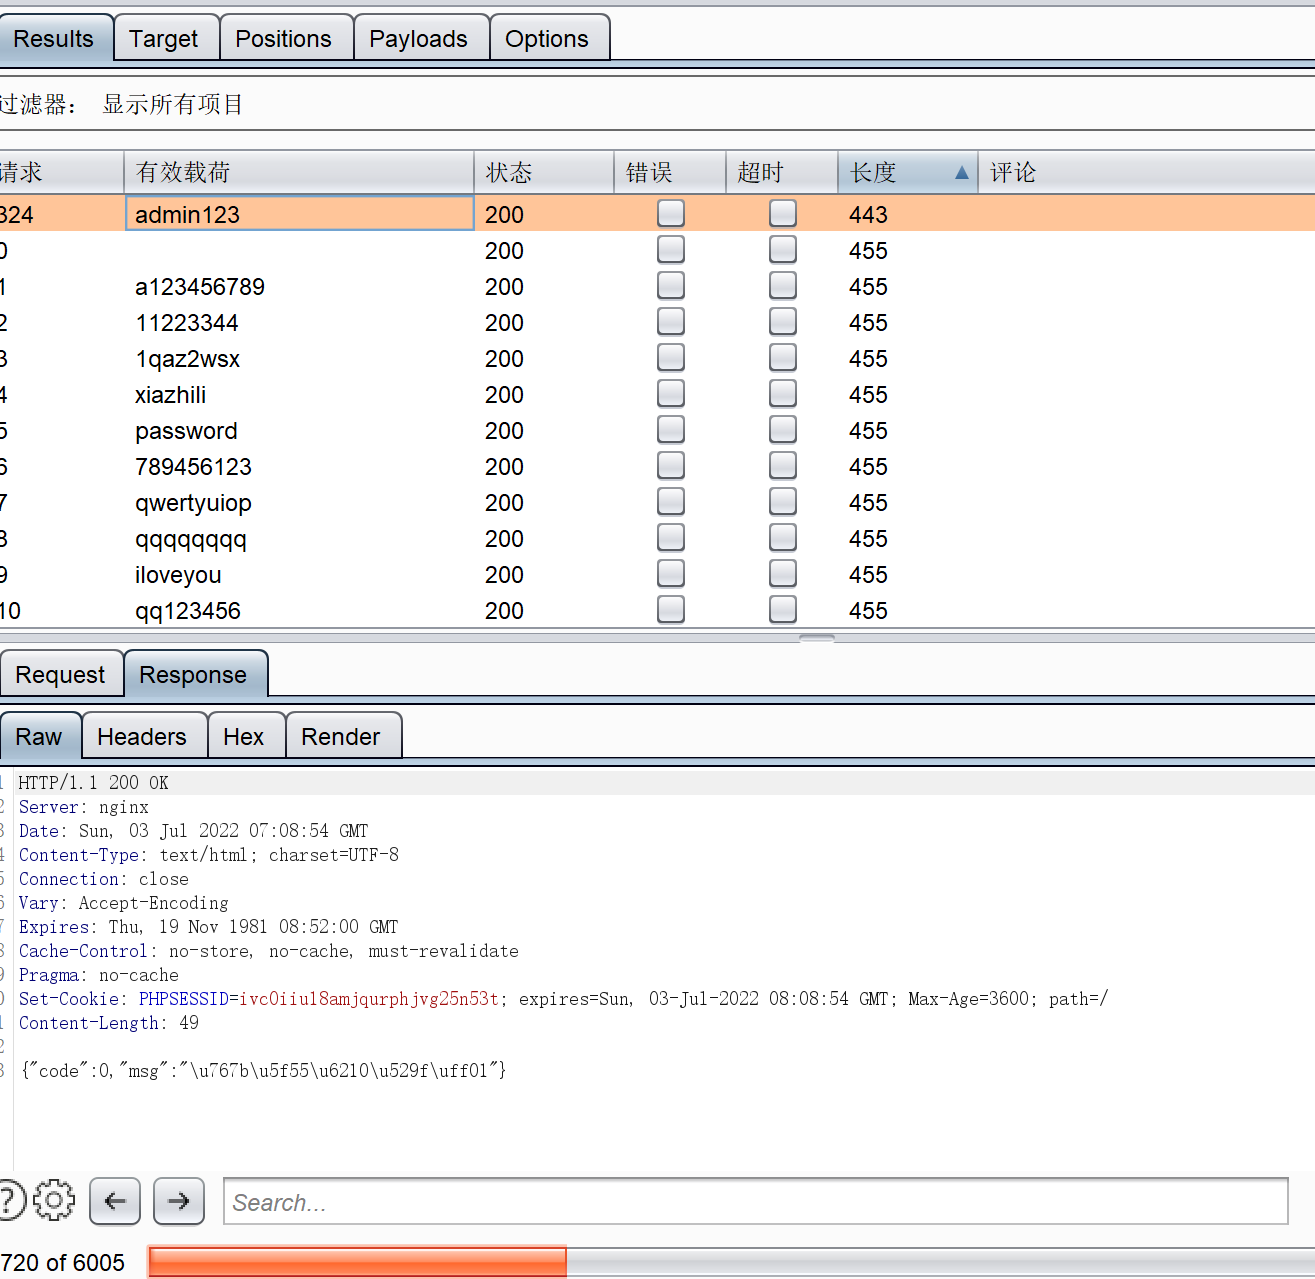 Results Target Positions Payloads Options
过滤器： 显示所有项目
请求 有效载荷 状态 错误 超时 长度 评论
324 admin123 200 443
0 200 455
1 a123456789 200 455
2 11223344 200 455
3 1qaz2wsx 200 455
4 xiazhili 200 455
5 password 200 455
6 789456123 200 455
7 qwertyuiop 200 455
8 qqqqqqqq 200 455
9 iloveyou 200 455
10 qq123456 200 455
Request Response
Raw Headers Hex Render
1 HTTP/1.1 200 OK
2 Server: nginx
3 Date: Sun, 03 Jul 2022 07:08:54 GMT
4 Content-Type: text/html; charset=UTF-8
5 Connection: close
6 Vary: Accept-Encoding
7 Expires: Thu, 19 Nov 1981 08:52:00 GMT
8 Cache-Control: no-store, no-cache, must-revalidate
9 Pragma: no-cache
0 Set-Cookie: PHPSESSID=ivc0iiul8amjqurphjvg25n53t; expires=Sun, 03-Jul-2022 08:08:54 GMT; Max-Age=3600; path=/
1 Content-Length: 49
2
3 {"code":0,"msg":"\u767b\u5f55\u6210\u529f\uff01"}
? Search...
720 of 6005